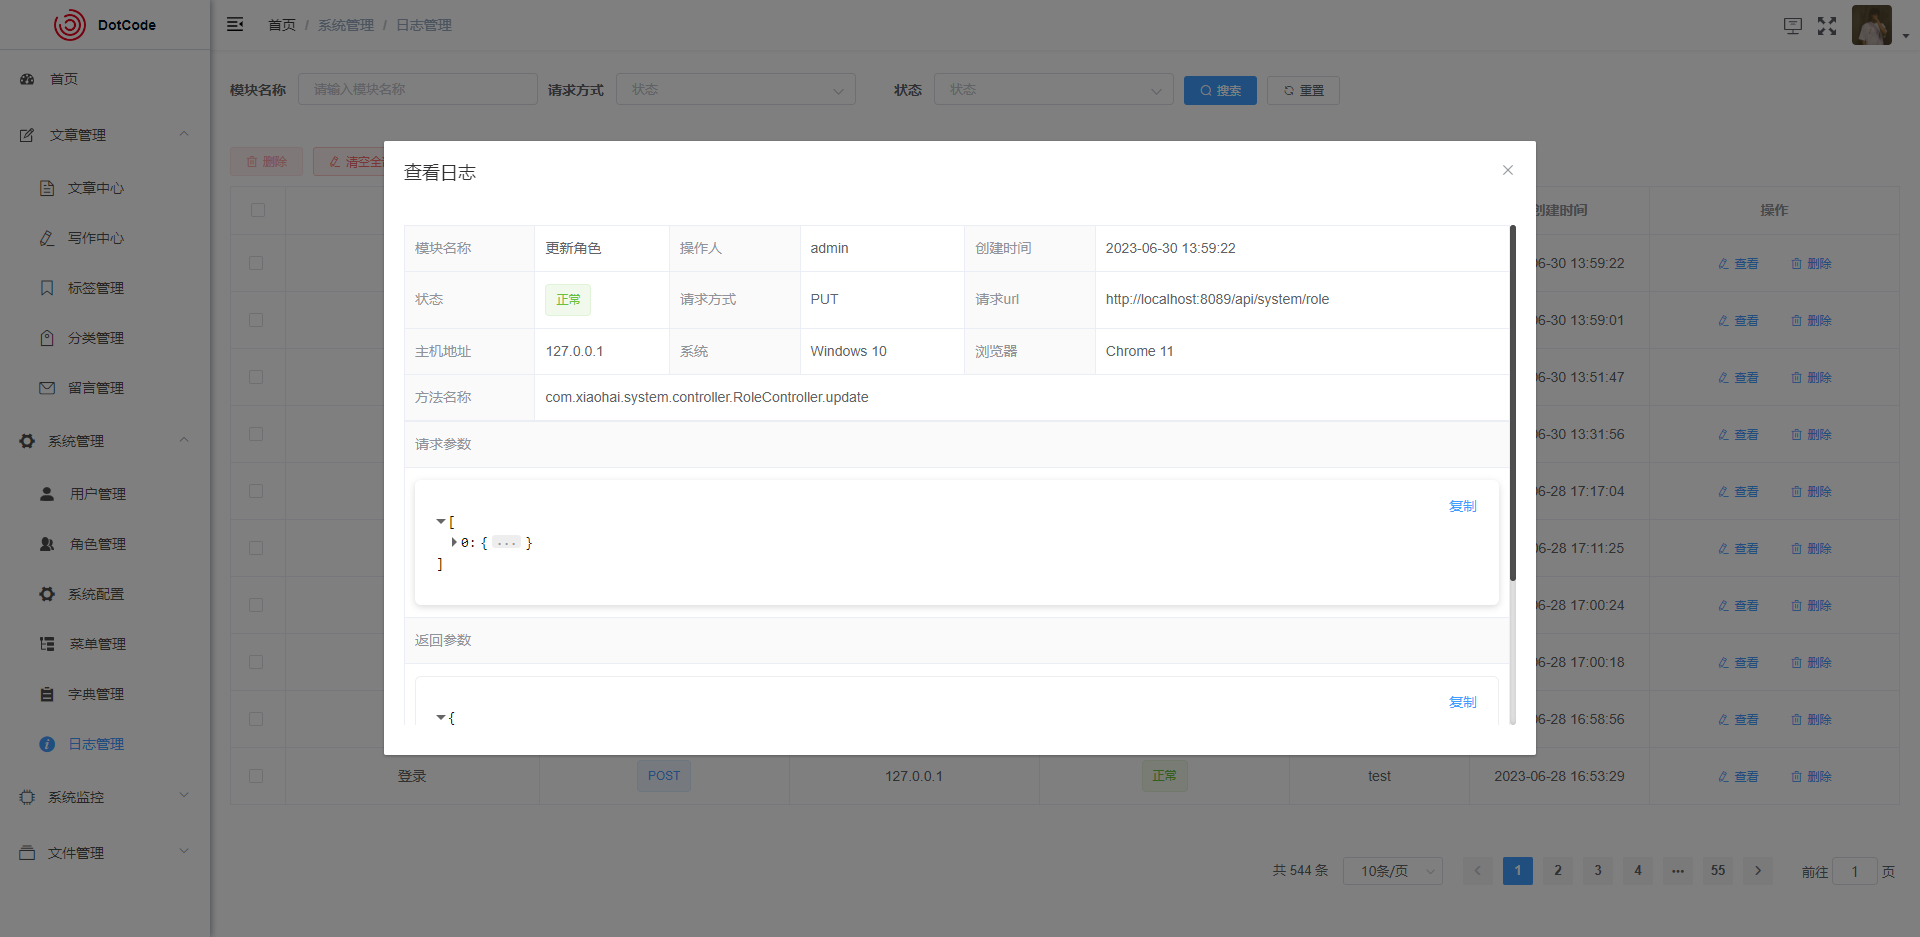 DotCode
首页 / 系统管理 / 日志管理
首页
文章管理
文章中心
写作中心
标签管理
分类管理
留言管理
系统管理
用户管理
角色管理
系统配置
菜单管理
字典管理
日志管理
系统监控
文件管理
模块名称 请输入模块名称 请求方式 状态 状态 状态 搜索 重置
删除 清空全
创建时间 操作
06-30 13:59:22 查看 删除
06-30 13:59:01 查看 删除
06-30 13:51:47 查看 删除
06-30 13:31:56 查看 删除
06-28 17:17:04 查看 删除
06-28 17:11:25 查看 删除
06-28 17:00:24 查看 删除
06-28 17:00:18 查看 删除
06-28 16:58:56 查看 删除
登录 POST 127.0.0.1 正常 test 2023-06-28 16:53:29 查看 删除
共 544 条 10条/页 1 2 3 4 ••• 55 前往 1 页
查看日志
模块名称 更新角色 操作人 admin 创建时间 2023-06-30 13:59:22
状态 正常 请求方式 PUT 请求url http://localhost:8089/api/system/role
主机地址 127.0.0.1 系统 Windows 10 浏览器 Chrome 11
方法名称 com.xiaohai.system.controller.RoleController.update
请求参数
复制
[
0: { ... }
]
返回参数
复制
{